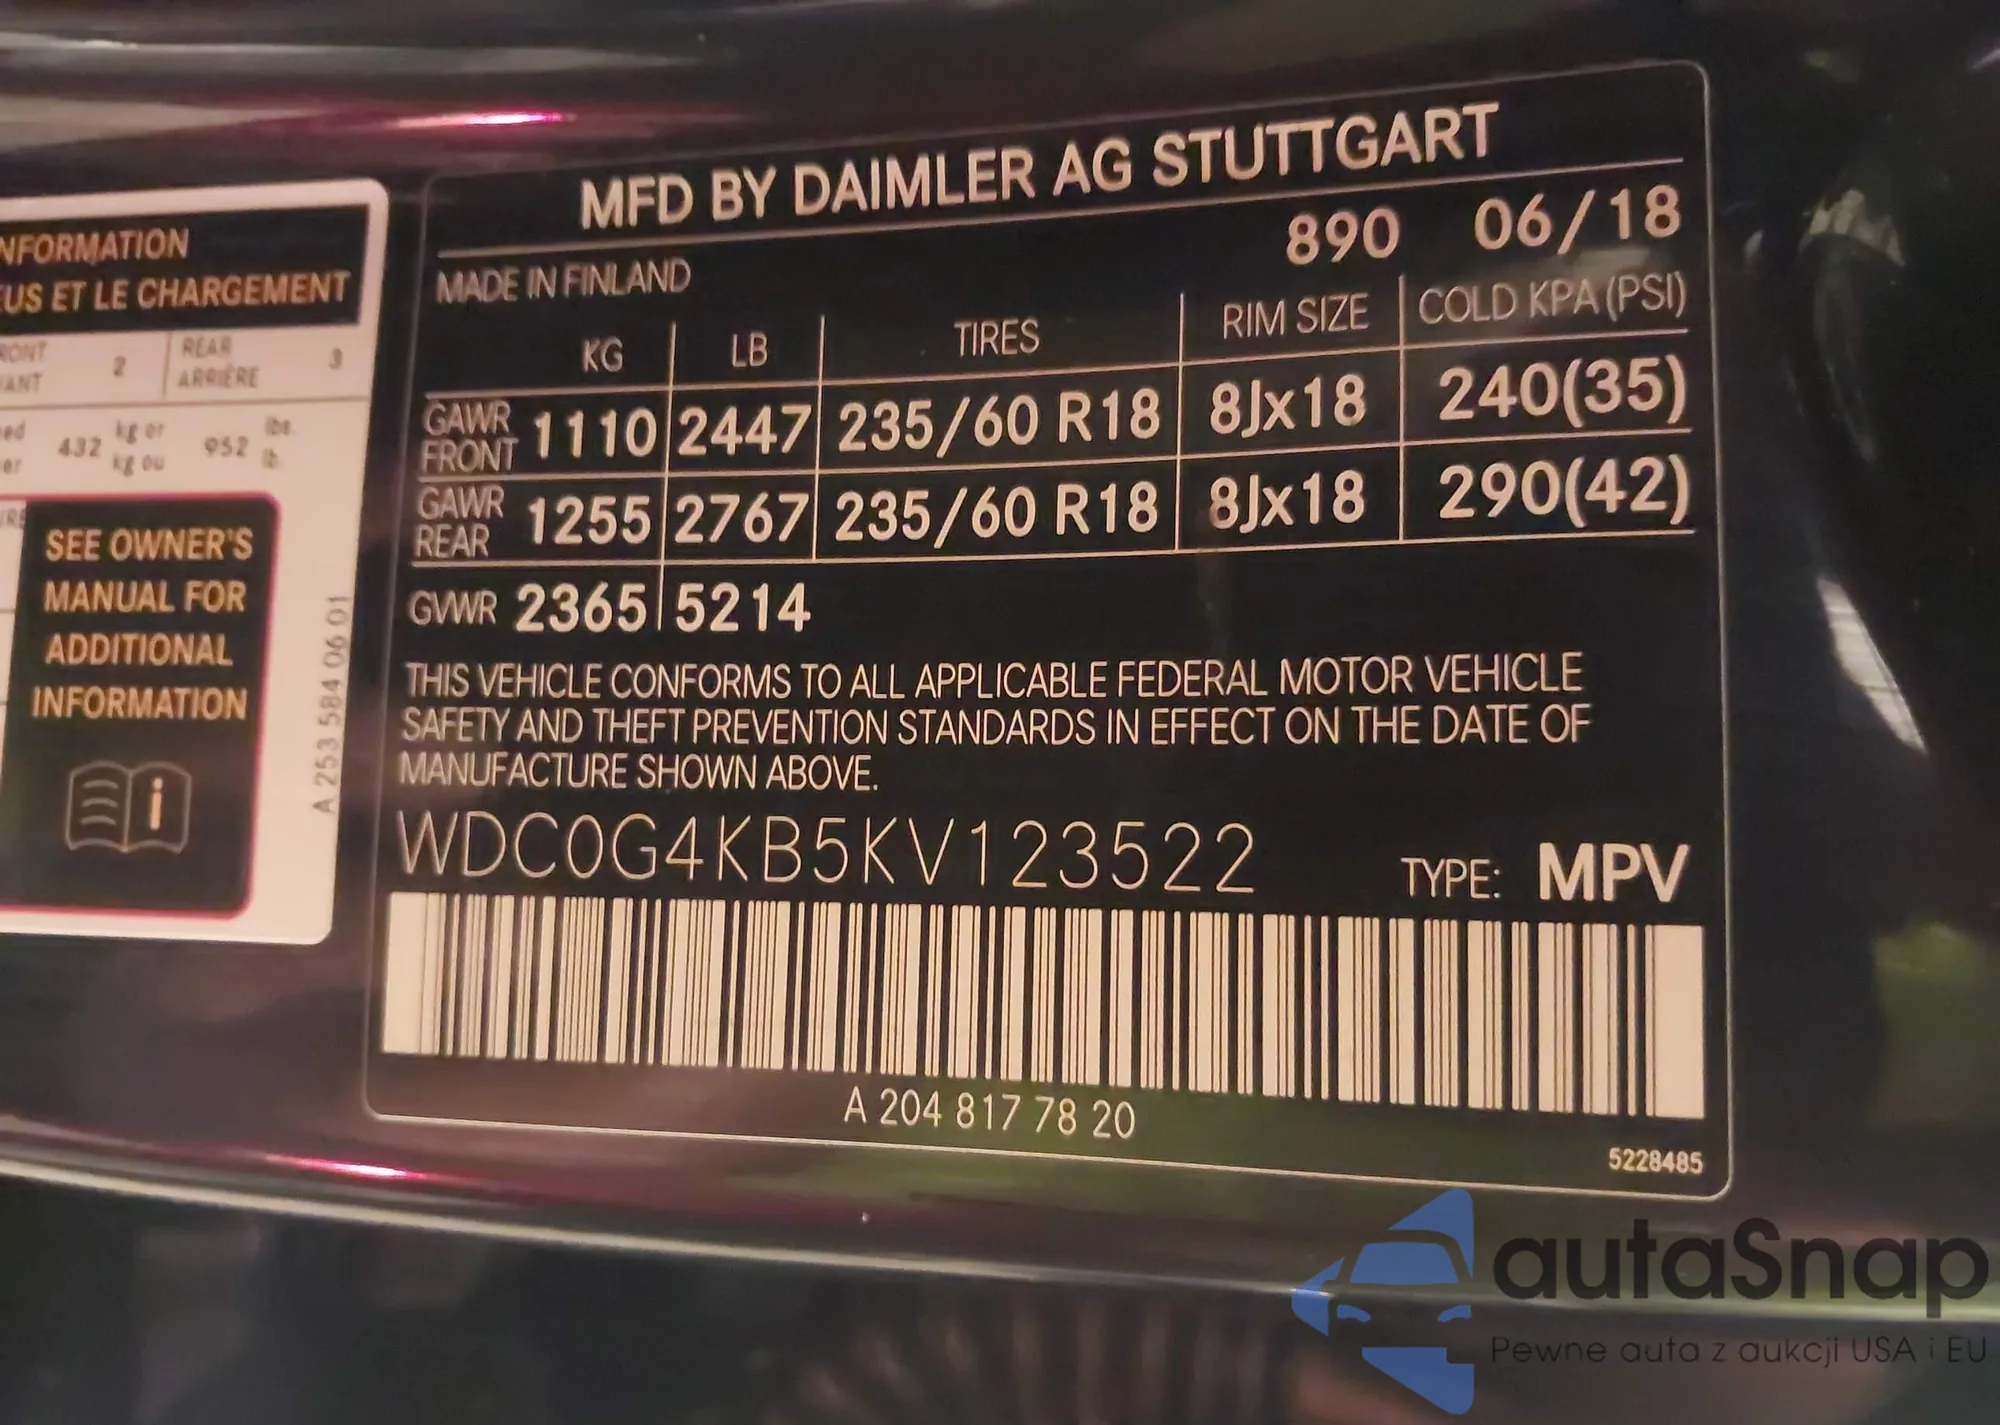 NFORMATION
EUS ET LE CHARGEMENT
RONT
VANT
2
REAR
ARRIÈRE
3
432 kg or
kg ou
952 lbs.
lb.
SEE OWNER'S
MANUAL FOR
ADDITIONAL
INFORMATION
i
A 253 584 06 01
MFD BY DAIMLER AG STUTTGART
890 06/18
MADE IN FINLAND
KG LB TIRES RIM SIZE COLD KPA (PSI)
GAWR FRONT 1110 2447 235/60 R18 8Jx18 240(35)
GAWR REAR 1255 2767 235/60 R18 8Jx18 290(42)
GVWR 2365 5214
THIS VEHICLE CONFORMS TO ALL APPLICABLE FEDERAL MOTOR VEHICLE
SAFETY AND THEFT PREVENTION STANDARDS IN EFFECT ON THE DATE OF
MANUFACTURE SHOWN ABOVE.
WDC0G4KB5KV123522 TYPE: MPV
A 204 817 78 20
5228485
autaSnap
Pewne auta z aukcji USA i EU